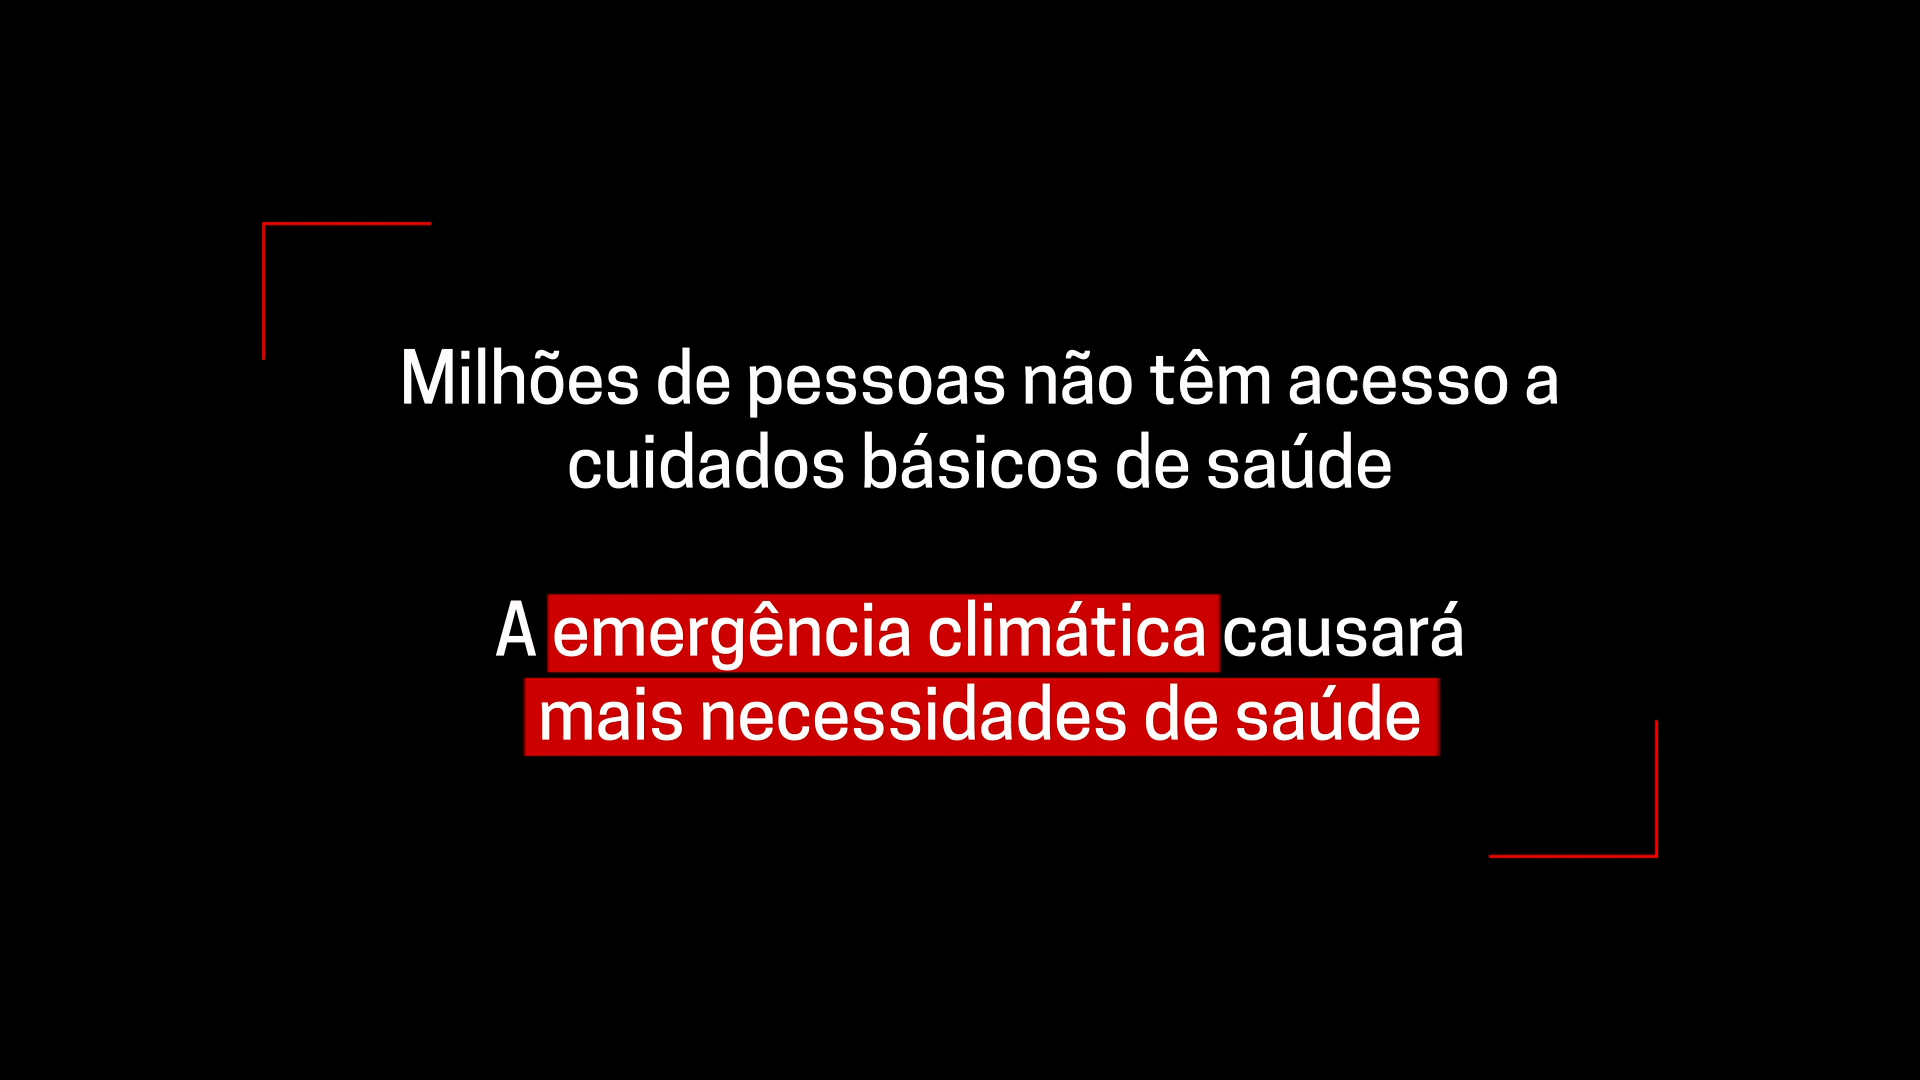 Milhões de pessoas não têm acesso a
cuidados básicos de saúde
A emergência climática causará
mais necessidades de saúde